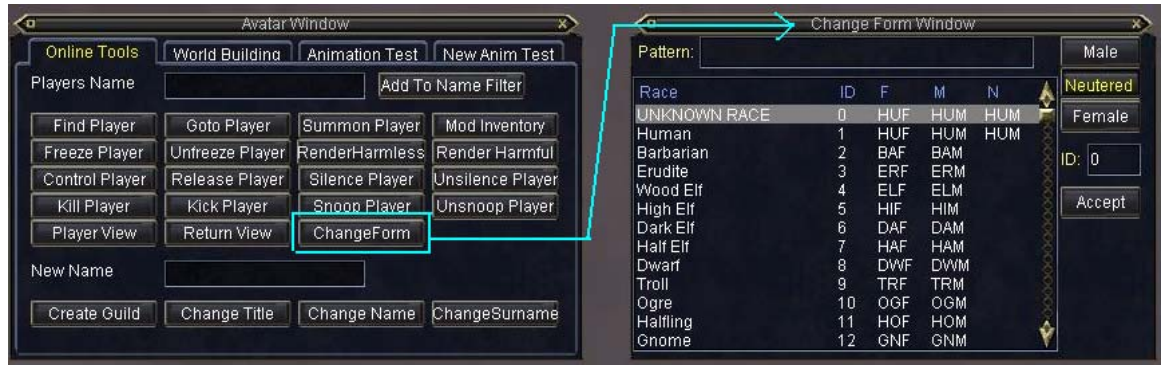 Avatar Window
Online Tools World Building Animation Test New Anim Test
Players Name Add To Name Filter
Find Player Goto Player Summon Player Mod Inventory
Freeze Player Unfreeze Player RenderHarmless Render Harmful
Control Player Release Player Silence Player Unsilence Player
Kill Player Kick Player Snoop Player Unsnoop Player
Player View Return View ChangeForm
New Name
Create Guild Change Title Change Name ChangeSurname
Change Form Window
Pattern: Male
Race ID F M N Neutered
UNKNOWN RACE 0 HUF HUM HUM Female
Human 1 HUF HUM HUM
Barbarian 2 BAF BAM
Erudite 3 ERF ERM ID: 0
Wood Elf 4 ELF ELM
High Elf 5 HIF HIM Accept
Dark Elf 6 DAF DAM
Half Elf 7 HAF HAM
Dwarf 8 DWF DWM
Troll 9 TRF TRM
Ogre 10 OGF OGM
Halfling 11 HOF HOM
Gnome 12 GNF GNM